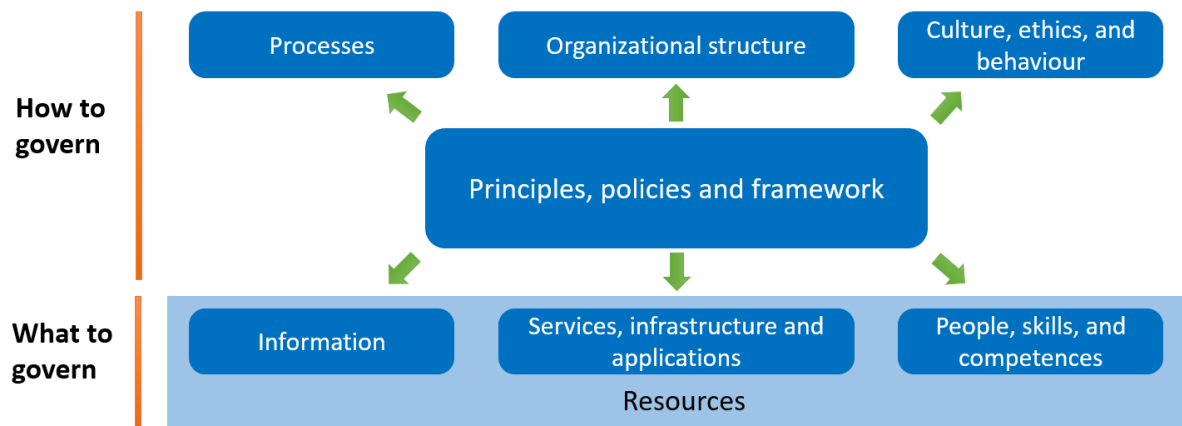 Processes
Organizational structure
Culture, ethics, and
behaviour
How to
govern
Principles, policies and framework
What to
govern
Information
Services, infrastructure and
applications
People, skills, and
competences
Resources